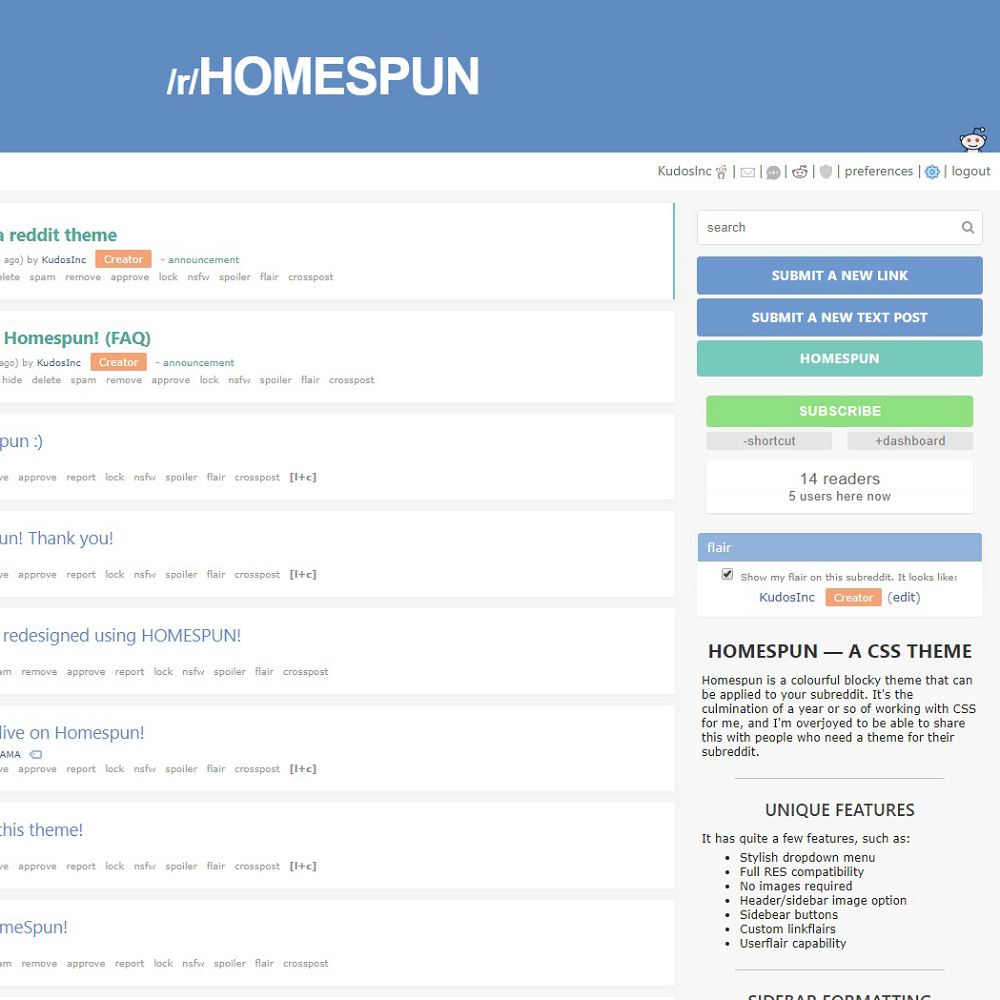 /r/HOMESPUN
KudosInc | | | | | preferences | | logout
a reddit theme
ago) by KudosInc Creator - announcement
spam remove approve lock nsfw spoiler flair crosspost
Homespun! (FAQ)
ago) by KudosInc Creator - announcement
hide delete spam remove approve lock nsfw spoiler flair crosspost
pun :)
ve approve report lock nsfw spoiler flair crosspost [l+c]
un! Thank you!
ve approve report lock nsfw spoiler flair crosspost [l+c]
redesigned using HOMESPUN!
am remove approve report lock nsfw spoiler flair crosspost
live on Homespun!
AMA
ve approve report lock nsfw spoiler flair crosspost [l+c]
this theme!
ve approve report lock nsfw spoiler flair crosspost [l+c]
meSpun!
am remove approve report lock nsfw spoiler flair crosspost
search
SUBMIT A NEW LINK
SUBMIT A NEW TEXT POST
HOMESPUN
SUBSCRIBE
-shortcut +dashboard
14 readers
5 users here now
flair
Show my flair on this subreddit. It looks like:
KudosInc Creator (edit)
HOMESPUN — A CSS THEME
Homespun is a colourful blocky theme that can
be applied to your subreddit. It's the
culmination of a year or so of working with CSS
for me, and I'm overjoyed to be able to share
this with people who need a theme for their
subreddit.
UNIQUE FEATURES
It has quite a few features, such as:
• Stylish dropdown menu
• Full RES compatibility
• No images required
• Header/sidebar image option
• Sidebear buttons
• Custom linkflairs
• Userflair capability
SIDEBAR FORMATTING